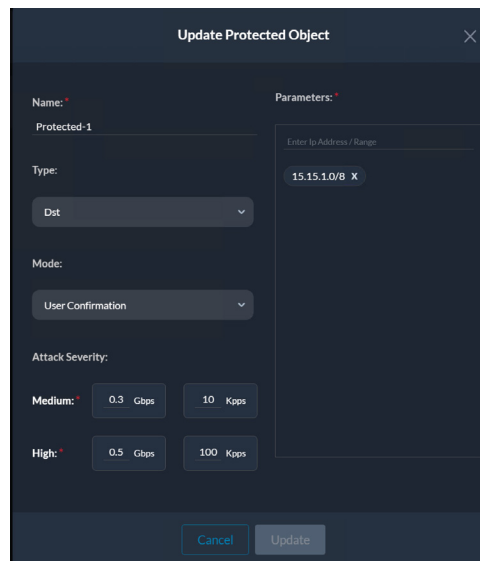 Update Protected Object
Name: *
Protected-1
Type:
Dst
Mode:
User Confirmation
Attack Severity:
Medium: * 0.3 Gbps 10 Kpps
High: * 0.5 Gbps 100 Kpps
Parameters: *
Enter Ip Address / Range
15.15.1.0/8 X
Cancel Update